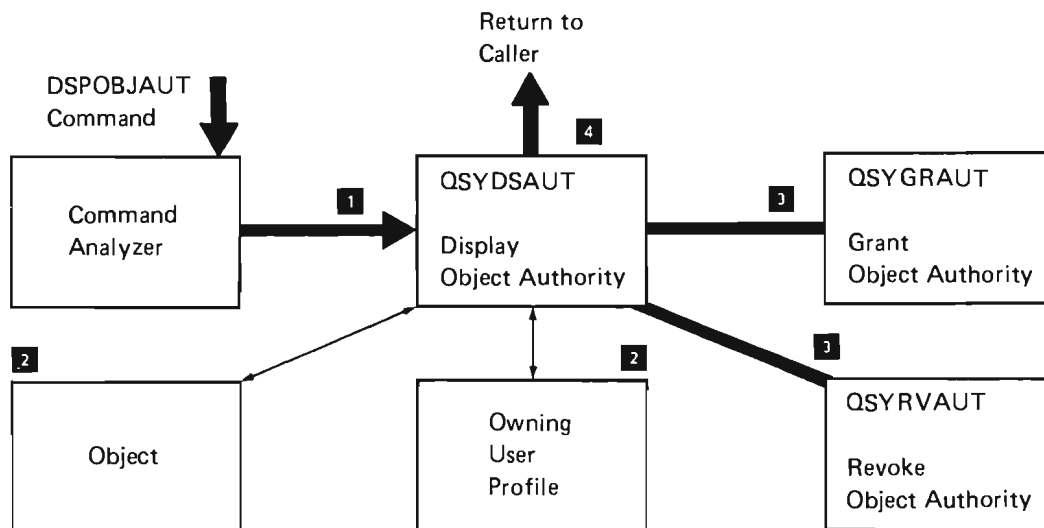 Return to
Caller
DSPOBJAUT
Command
4
QSYDSAUT
QSYGRAUT
1
3
Command
Analyzer
Display
Object Authority
Grant
Object Authority
2
2
3
Object
Owning
User
Profile
QSYRVAUT
Revoke
Object Authority